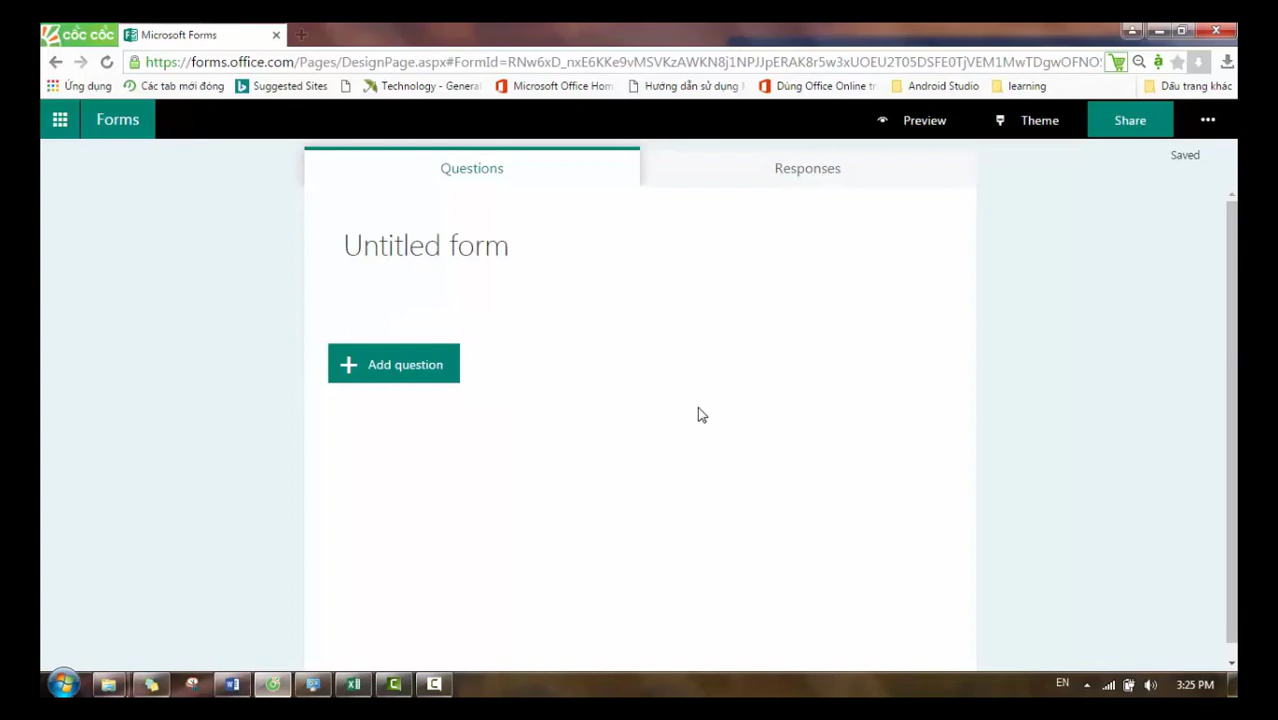 cốc cốc Microsoft Forms
https://forms.office.com/Pages/DesignPage.aspx#FormId=RNw6xD_nxE6KKe9vMSVKzAWKN8j1NPJJpERAK8r5w3xUOEU2T05DSFE0TjVEM1MwTDgwOFNO
Ứng dụng Các tab mới đóng Suggested Sites Technology - General Microsoft Office Hom Hướng dẫn sử dụng Dùng Office Online tr Android Studio learning Dấu trang khác
Forms Preview Theme Share
Saved
Questions Responses
Untitled form
Add question
EN 3:25 PM